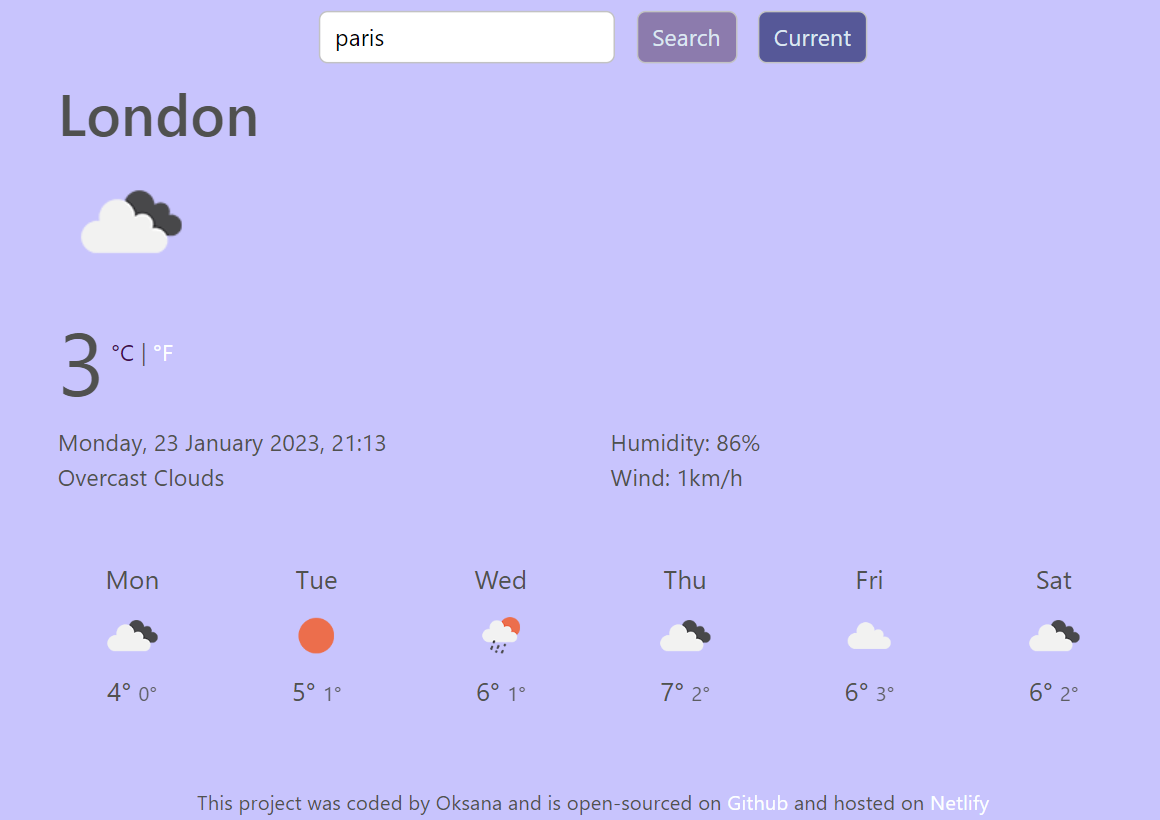 paris Search Current
London
3 °C | °F
Monday, 23 January 2023, 21:13 Humidity: 86%
Overcast Clouds Wind: 1km/h
Mon Tue Wed Thu Fri Sat
4° 0° 5° 1° 6° 1° 7° 2° 6° 3° 6° 2°
This project was coded by Oksana and is open-sourced on Github and hosted on Netlify